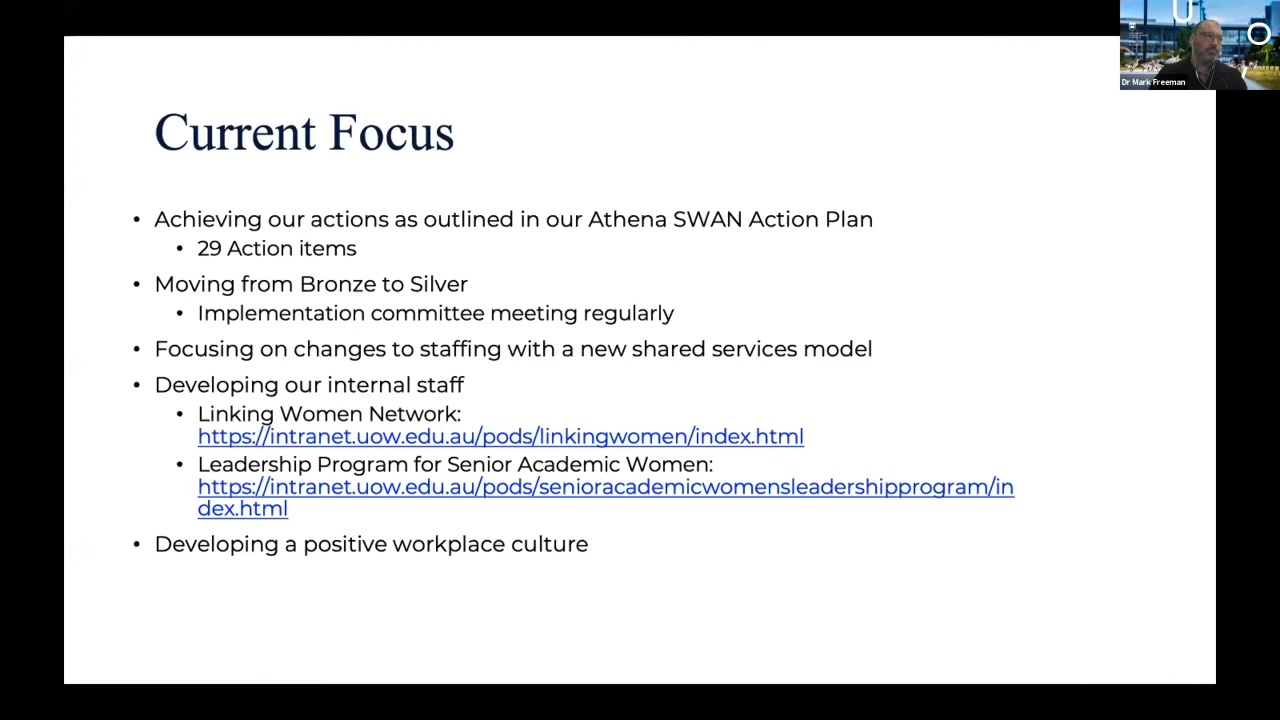 U
O
Dr Mark Freeman
Current Focus
• Achieving our actions as outlined in our Athena SWAN Action Plan
• 29 Action items
• Moving from Bronze to Silver
• Implementation committee meeting regularly
• Focusing on changes to staffing with a new shared services model
• Developing our internal staff
• Linking Women Network:
https://intranet.uow.edu.au/pods/linkingwomen/index.html
• Leadership Program for Senior Academic Women:
https://intranet.uow.edu.au/pods/senioracademicwomensleadershipprogram/in
dex.html
• Developing a positive workplace culture